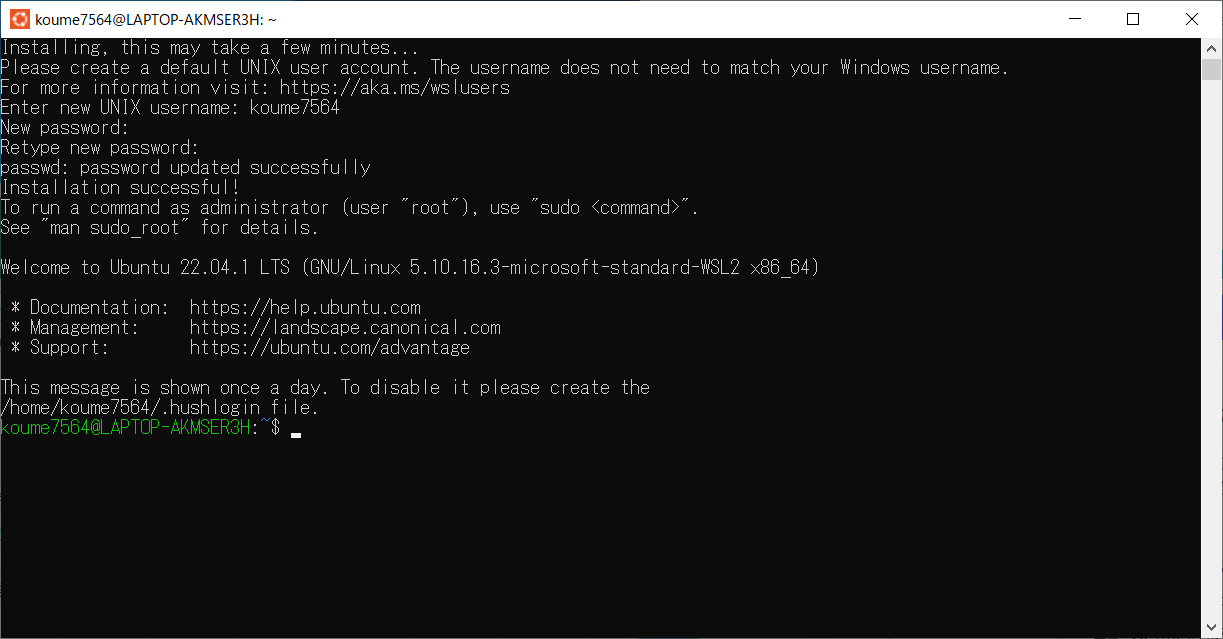 koume7564@LAPTOP-AKMSER3H: ~
Installing, this may take a few minutes...
Please create a default UNIX user account. The username does not need to match your Windows username.
For more information visit: https://aka.ms/wslusers
Enter new UNIX username: koume7564
New password:
Retype new password:
passwd: password updated successfully
Installation successful!
To run a command as administrator (user "root"), use "sudo <command>".
See "man sudo_root" for details.
Welcome to Ubuntu 22.04.1 LTS (GNU/Linux 5.10.16.3-microsoft-standard-WSL2 x86_64)
* Documentation:  https://help.ubuntu.com
* Management:     https://landscape.canonical.com
* Support:        https://ubuntu.com/advantage
This message is shown once a day. To disable it please create the
/home/koume7564/.hushlogin file.
koume7564@LAPTOP-AKMSER3H:~$